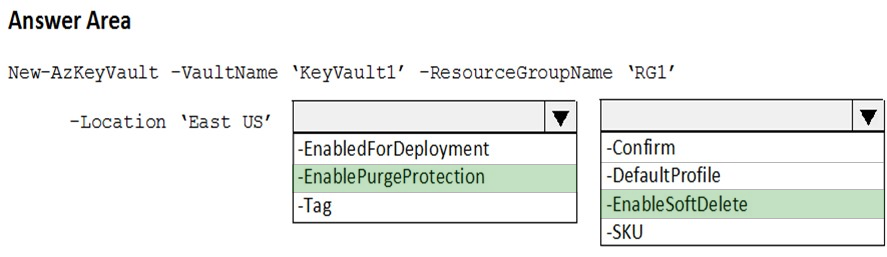 Answer Area
New-AzKeyVault -VaultName ‘KeyVault1’ -ResourceGroupName ‘RG1’
-Location ‘East US’
-EnabledForDeployment
-EnablePurgeProtection
-Tag
-Confirm
-DefaultProfile
-EnableSoftDelete
-SKU